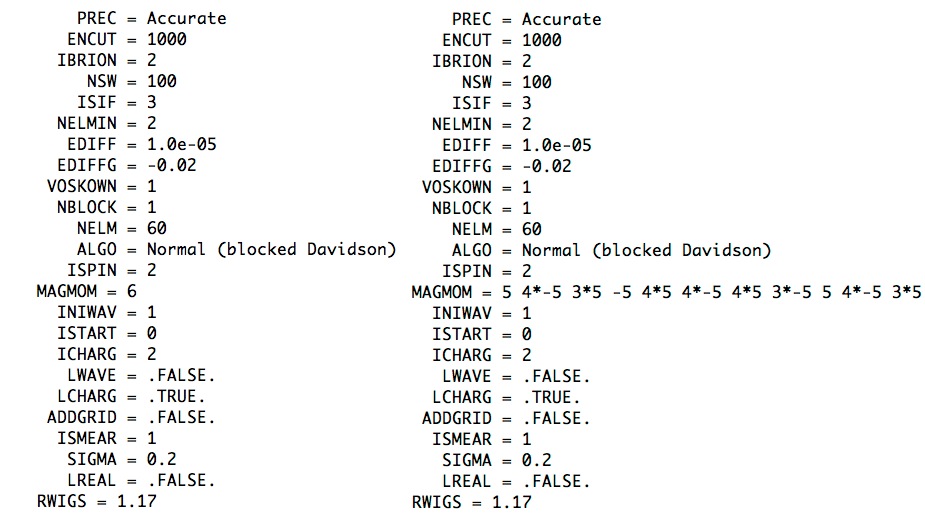 PREC = Accurate
ENCUT = 1000
IBRION = 2
NSW = 100
ISIF = 3
NELMIN = 2
EDIFF = 1.0e-05
EDIFFG = -0.02
VOSKOWN = 1
NBLOCK = 1
NELM = 60
ALGO = Normal (blocked Davidson)
ISPIN = 2
MAGMOM = 6
INIWAV = 1
ISTART = 0
ICHARG = 2
LWAVE = .FALSE.
LCHARG = .TRUE.
ADDGRID = .FALSE.
ISMEAR = 1
SIGMA = 0.2
LREAL = .FALSE.
RWIGS = 1.17
PREC = Accurate
ENCUT = 1000
IBRION = 2
NSW = 100
ISIF = 3
NELMIN = 2
EDIFF = 1.0e-05
EDIFFG = -0.02
VOSKOWN = 1
NBLOCK = 1
NELM = 60
ALGO = Normal (blocked Davidson)
ISPIN = 2
MAGMOM = 5 4*-5 3*5 -5 4*5 4*-5 4*5 3*-5 5 4*-5 3*5
INIWAV = 1
ISTART = 0
ICHARG = 2
LWAVE = .FALSE.
LCHARG = .TRUE.
ADDGRID = .FALSE.
ISMEAR = 1
SIGMA = 0.2
LREAL = .FALSE.
RWIGS = 1.17